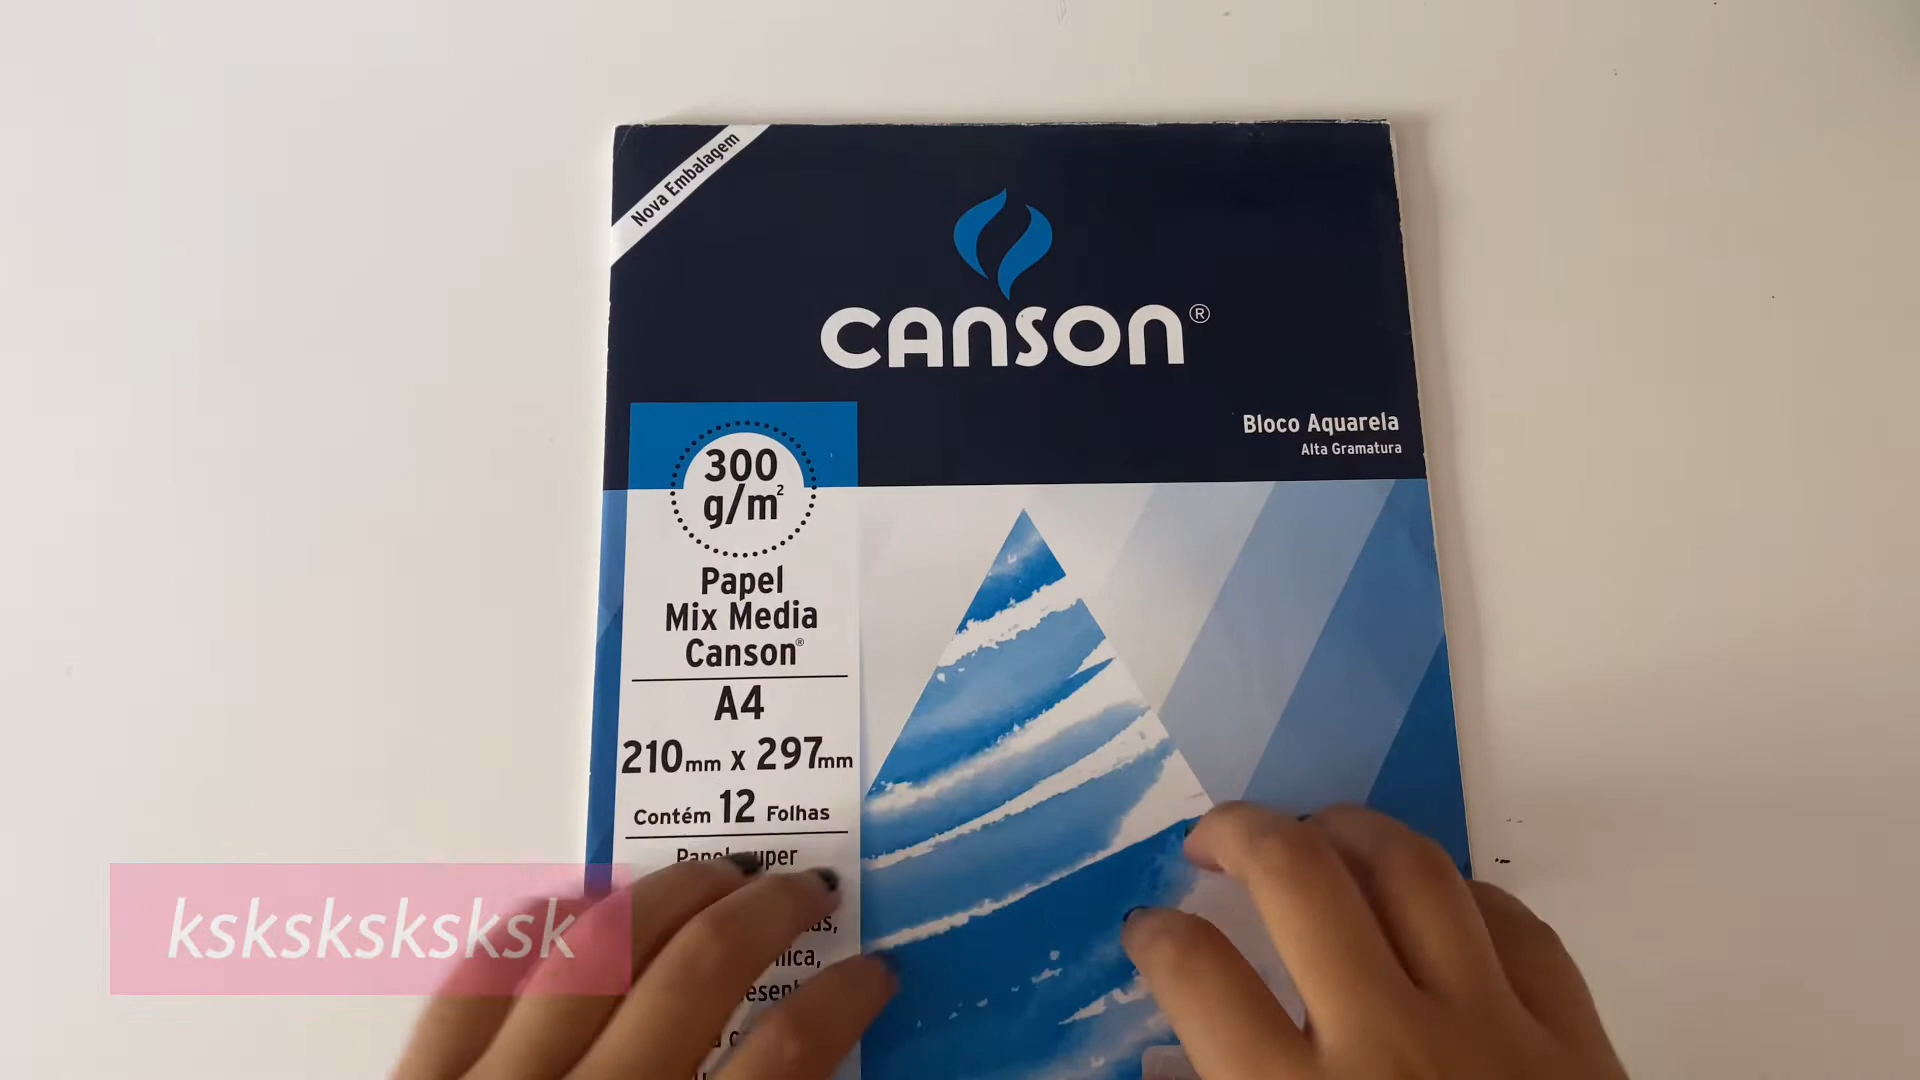 Nova Embalagem
CANSON®
Bloco Aquarela
Alta Gramatura
300
g/m²
Papel
Mix Media
Canson®
A4
210mm x 297mm
Contém 12 Folhas
ksksksksksk